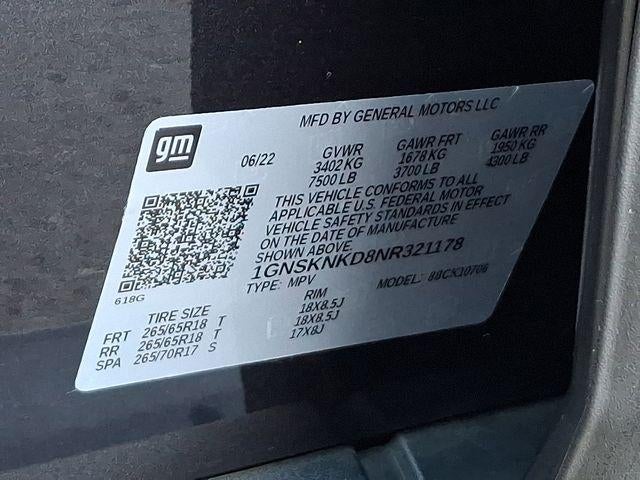 MFD BY GENERAL MOTORS LLC
gm
06/22
GVWR GAWR FRT GAWR RR
3402 KG 1678 KG 1950 KG
7500 LB 3700 LB 4300 LB
THIS VEHICLE CONFORMS TO ALL
APPLICABLE U.S. FEDERAL MOTOR
VEHICLE SAFETY STANDARDS IN EFFECT
ON THE DATE OF MANUFACTURE
SHOWN ABOVE.
1GNSKNKD8NR321178
TYPE: MPV MODEL:
618G
TIRE SIZE RIM
FRT 265/65R18 T 18X8.5J
RR 265/65R18 T 18X8.5J
SPA 265/70R17 S 17X8J